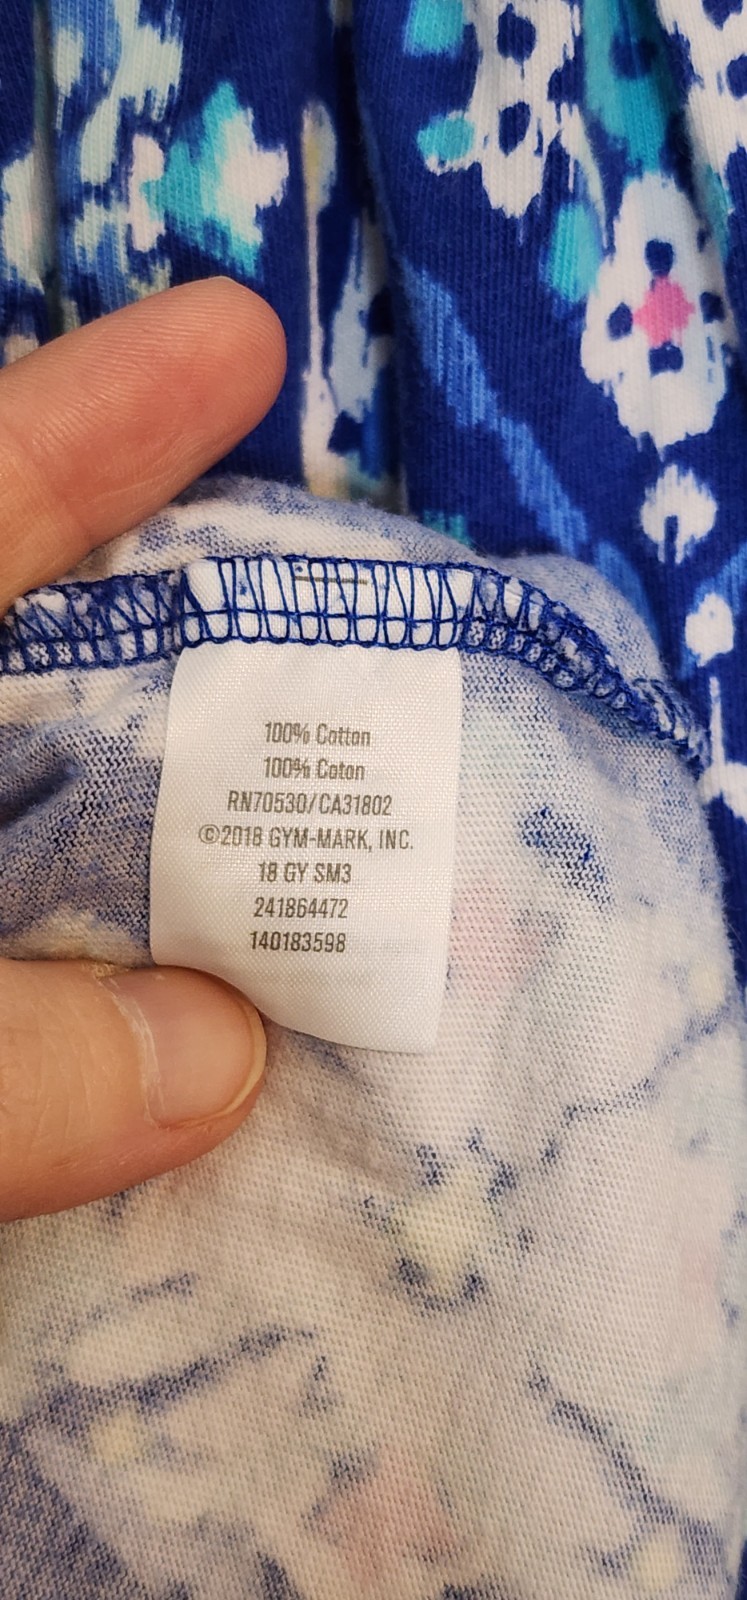 100% Cotton
100% Coton
RN70530/CA31802
©2018 GYM-MARK, INC.
18 GY SM3
241864472
140183598